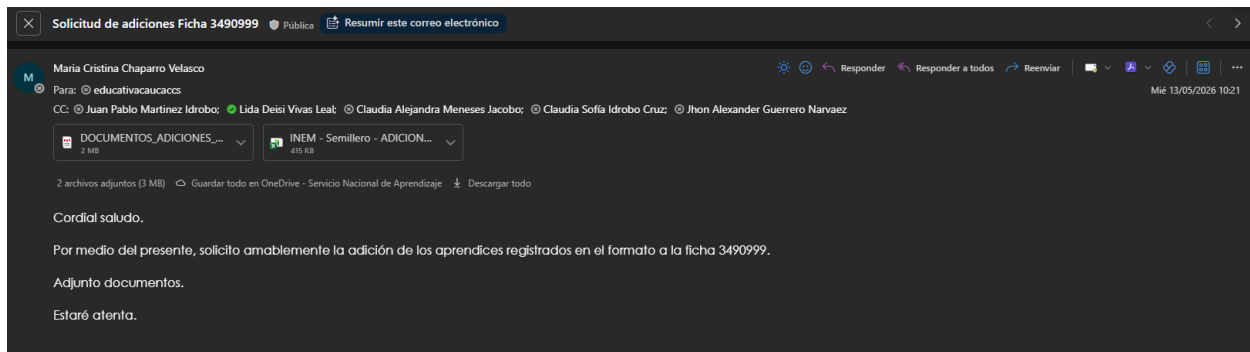 Solicitud de adiciones Ficha 3490999 Pública Resumir este correo electrónico
M
Maria Cristina Chaparro Velasco
Responder Responder a todos Reenviar
Para: educativacaucaccs
Mié 13/05/2026 10:21
CC: Juan Pablo Martinez Idrobo; Lida Deisi Vivas Leal; Claudia Alejandra Meneses Jacobo; Claudia Sofía Idrobo Cruz; Jhon Alexander Guerrero Narvaez
DOCUMENTOS_ADICIONES_...
2 MB
INEM - Semillero - ADICION...
415 KB
2 archivos adjuntos (3 MB) Guardar todo en OneDrive - Servicio Nacional de Aprendizaje Descargar todo
Cordial saludo.
Por medio del presente, solicito amablemente la adición de los aprendices registrados en el formato a la ficha 3490999.
Adjunto documentos.
Estaré atenta.